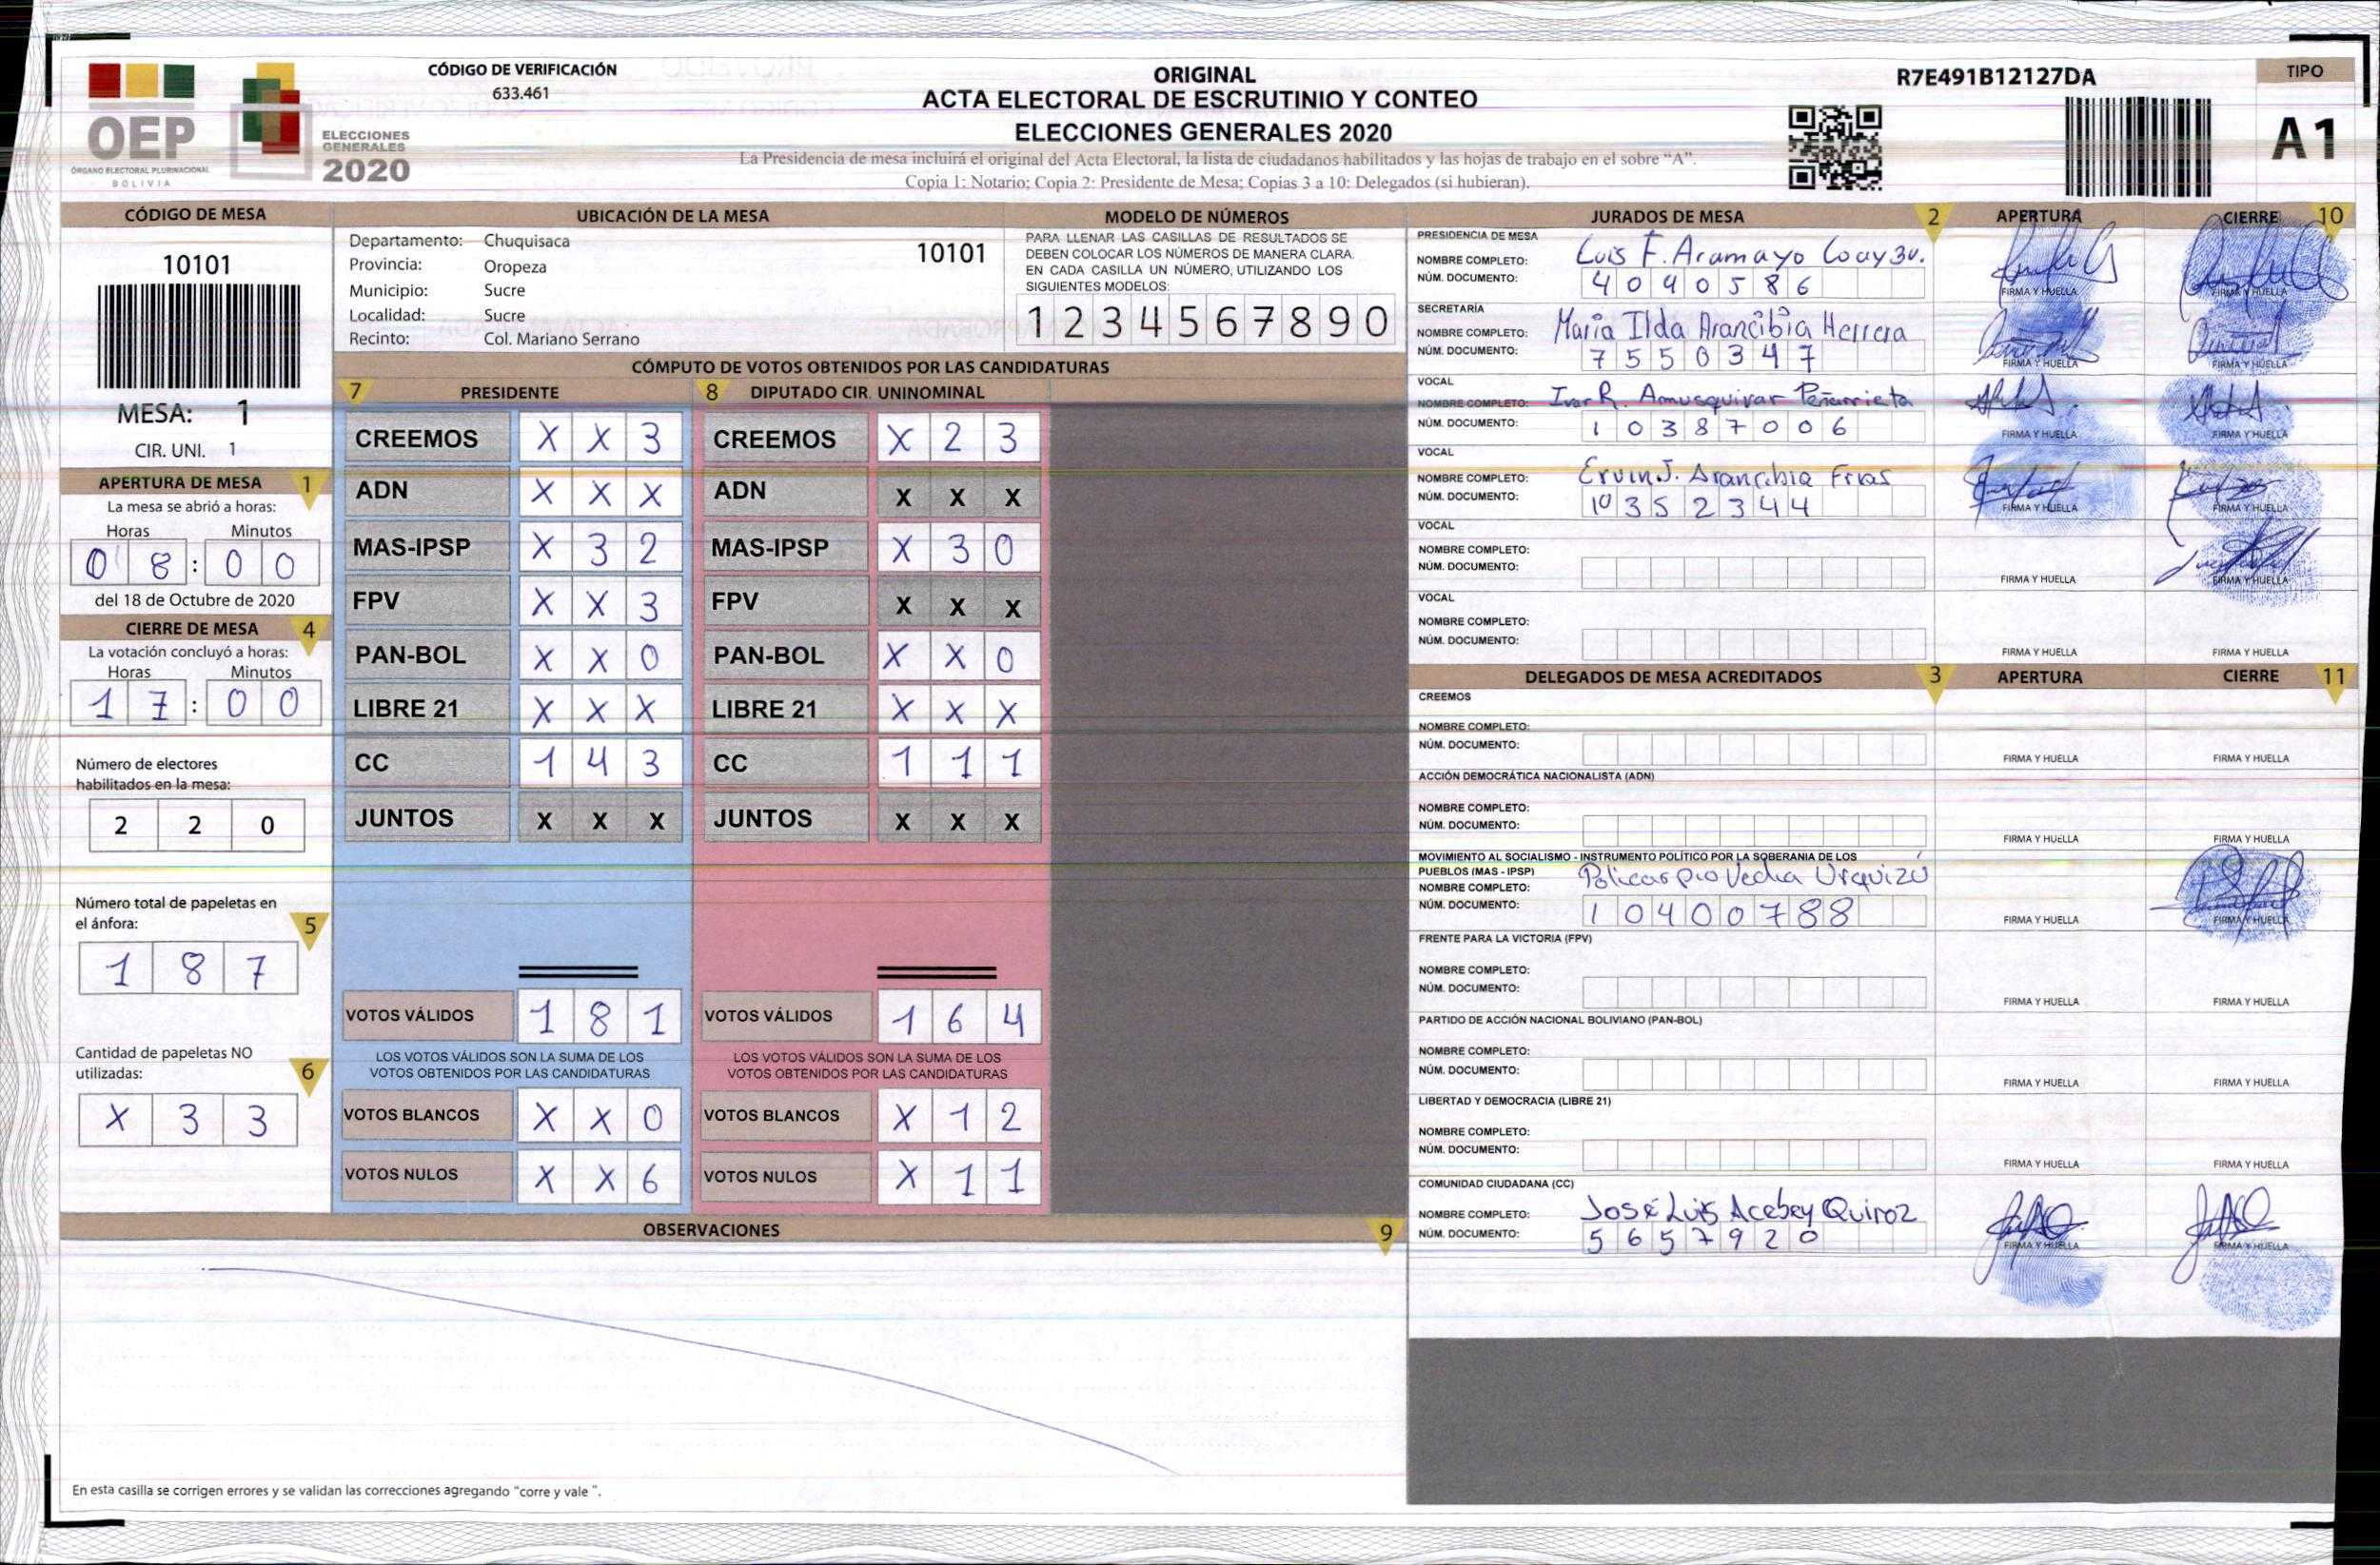 CÓDIGO DE VERIFICACIÓN
633.461
OEP
ÓRGANO ELECTORAL PLURINACIONAL
BOLIVIA
ELECCIONES
GENERALES
2020
ORIGINAL
ACTA ELECTORAL DE ESCRUTINIO Y CONTEO
ELECCIONES GENERALES 2020
La Presidencia de mesa incluirá el original del Acta Electoral, la lista de ciudadanos habilitados y las hojas de trabajo en el sobre “A”.
Copia 1: Notario; Copia 2: Presidente de Mesa; Copias 3 a 10: Delegados (si hubieran).
R7E491B12127DA
TIPO
A1
CÓDIGO DE MESA
10101
MESA: 1
CIR. UNI. 1
APERTURA DE MESA 1
La mesa se abrió a horas:
Horas Minutos
0 8 : 0 0
del 18 de Octubre de 2020
CIERRE DE MESA 4
La votación concluyó a horas:
Horas Minutos
1 7 : 0 0
Número de electores
habilitados en la mesa:
2 2 0
Número total de papeletas en
el ánfora: 5
1 8 7
Cantidad de papeletas NO
utilizadas: 6
X 3 3
UBICACIÓN DE LA MESA
Departamento: Chuquisaca 10101
Provincia: Oropeza
Municipio: Sucre
Localidad: Sucre
Recinto: Col. Mariano Serrano
MODELO DE NÚMEROS
PARA LLENAR LAS CASILLAS DE RESULTADOS SE
DEBEN COLOCAR LOS NÚMEROS DE MANERA CLARA.
EN CADA CASILLA UN NÚMERO, UTILIZANDO LOS
SIGUIENTES MODELOS:
1 2 3 4 5 6 7 8 9 0
CÓMPUTO DE VOTOS OBTENIDOS POR LAS CANDIDATURAS
7 PRESIDENTE 8 DIPUTADO CIR. UNINOMINAL
CREEMOS X X 3 CREEMOS X 2 3
ADN X X X ADN X X X
MAS-IPSP X 3 2 MAS-IPSP X 3 0
FPV X X 3 FPV X X X
PAN-BOL X X 0 PAN-BOL X X 0
LIBRE 21 X X X LIBRE 21 X X X
CC 1 4 3 CC 1 1 1
JUNTOS X X X JUNTOS X X X
VOTOS VÁLIDOS 1 8 1 VOTOS VÁLIDOS 1 6 4
LOS VOTOS VÁLIDOS SON LA SUMA DE LOS LOS VOTOS VÁLIDOS SON LA SUMA DE LOS
VOTOS OBTENIDOS POR LAS CANDIDATURAS VOTOS OBTENIDOS POR LAS CANDIDATURAS
VOTOS BLANCOS X X 0 VOTOS BLANCOS X 1 2
VOTOS NULOS X X 6 VOTOS NULOS X 1 1
OBSERVACIONES 9
En esta casilla se corrigen errores y se validan las correcciones agregando “corre y vale ”.
JURADOS DE MESA 2 APERTURA CIERRE 10
PRESIDENCIA DE MESA
NOMBRE COMPLETO: Luis F. Aramayo
NÚM. DOCUMENTO: 4 0 4 0 5 8 6 FIRMA Y HUELLA FIRMA Y HUELLA
SECRETARÍA
NOMBRE COMPLETO: Maria Ilda Arancibia Herrera
NÚM. DOCUMENTO: 7 5 5 0 3 4 7 FIRMA Y HUELLA FIRMA Y HUELLA
VOCAL
NOMBRE COMPLETO: Ivar R. Amusquivar Peñarrieta
NÚM. DOCUMENTO: 1 0 3 8 7 0 0 6 FIRMA Y HUELLA FIRMA Y HUELLA
VOCAL
NOMBRE COMPLETO: Ervin J. Arancibia Frias
NÚM. DOCUMENTO: 10 3 5 2 3 4 4 FIRMA Y HUELLA FIRMA Y HUELLA
VOCAL
NOMBRE COMPLETO:
NÚM. DOCUMENTO: FIRMA Y HUELLA FIRMA Y HUELLA
VOCAL
NOMBRE COMPLETO:
NÚM. DOCUMENTO: FIRMA Y HUELLA FIRMA Y HUELLA
DELEGADOS DE MESA ACREDITADOS 3 APERTURA CIERRE 11
CREEMOS
NOMBRE COMPLETO:
NÚM. DOCUMENTO: FIRMA Y HUELLA FIRMA Y HUELLA
ACCIÓN DEMOCRÁTICA NACIONALISTA (ADN)
NOMBRE COMPLETO:
NÚM. DOCUMENTO: FIRMA Y HUELLA FIRMA Y HUELLA
MOVIMIENTO AL SOCIALISMO - INSTRUMENTO POLÍTICO POR LA SOBERANIA DE LOS
PUEBLOS (MAS - IPSP)
NOMBRE COMPLETO: Policarpio Vedia Urquizu
NÚM. DOCUMENTO: 1 0 4 0 0 7 8 8 FIRMA Y HUELLA FIRMA Y HUELLA
FRENTE PARA LA VICTORIA (FPV)
NOMBRE COMPLETO:
NÚM. DOCUMENTO: FIRMA Y HUELLA FIRMA Y HUELLA
PARTIDO DE ACCIÓN NACIONAL BOLIVIANO (PAN-BOL)
NOMBRE COMPLETO:
NÚM. DOCUMENTO: FIRMA Y HUELLA FIRMA Y HUELLA
LIBERTAD Y DEMOCRACIA (LIBRE 21)
NOMBRE COMPLETO:
NÚM. DOCUMENTO: FIRMA Y HUELLA FIRMA Y HUELLA
COMUNIDAD CIUDADANA (CC)
NOMBRE COMPLETO: José Luis Acebey Quiroz
NÚM. DOCUMENTO: 5 6 5 7 9 2 0 FIRMA Y HUELLA FIRMA Y HUELLA